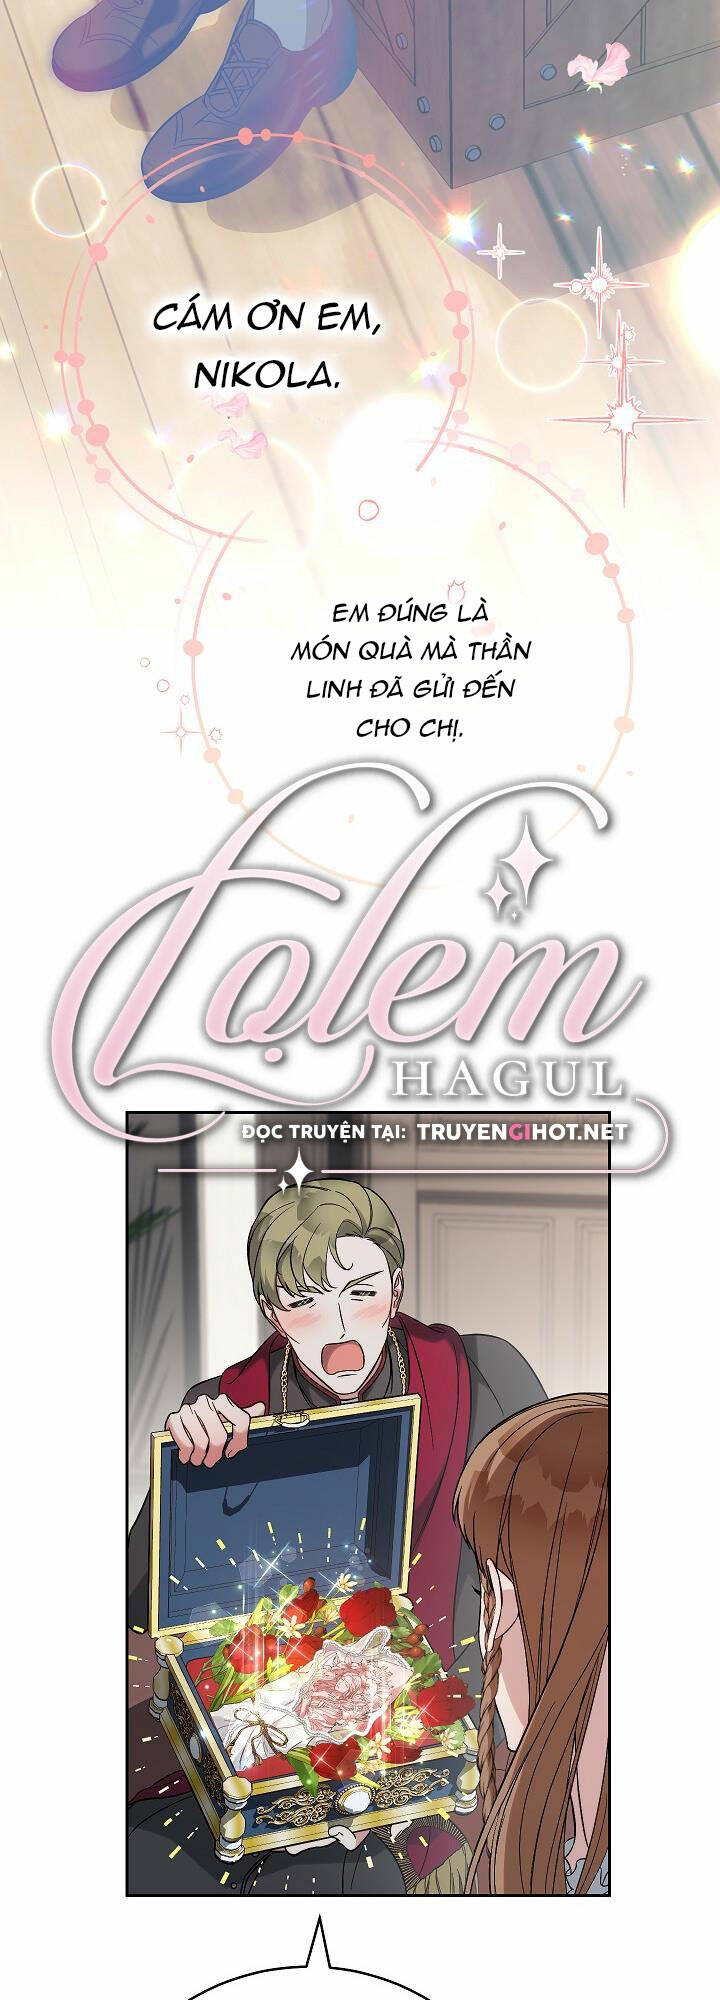 CÁM ƠN EM,
NIKOLA.
EM ĐÚNG LÀ
MÓN QUÀ MÀ THẦN
LINH ĐÃ GỬI ĐẾN
CHO CHỊ.
Lọlem
HAGUL
ĐỌC TRUYỆN TẠI: TRUYENGIHOT.NET